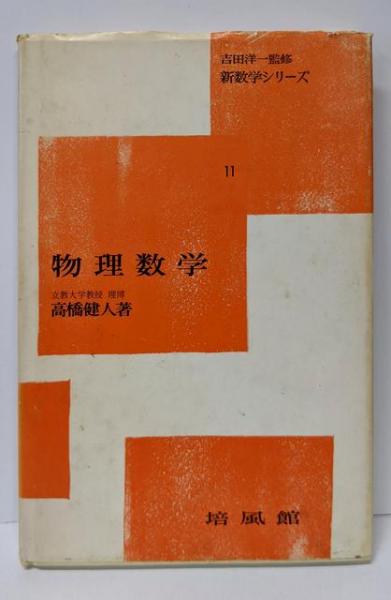 吉田洋一監修
新数学シリーズ
11
物理数学
立教大学教授 理博
高橋健人著
培風館